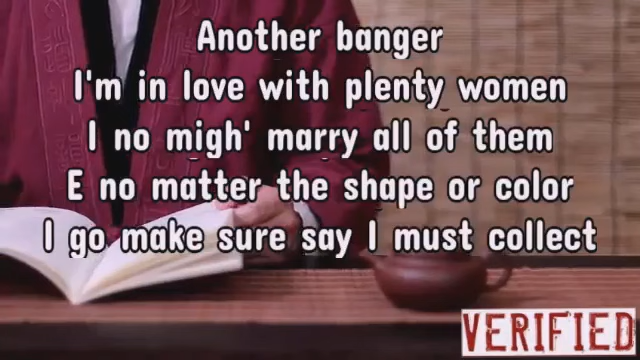 Another banger
I'm in love with plenty women
I no migh' marry all of them
E no matter the shape or color
I go make sure say I must collect
VERIFIED